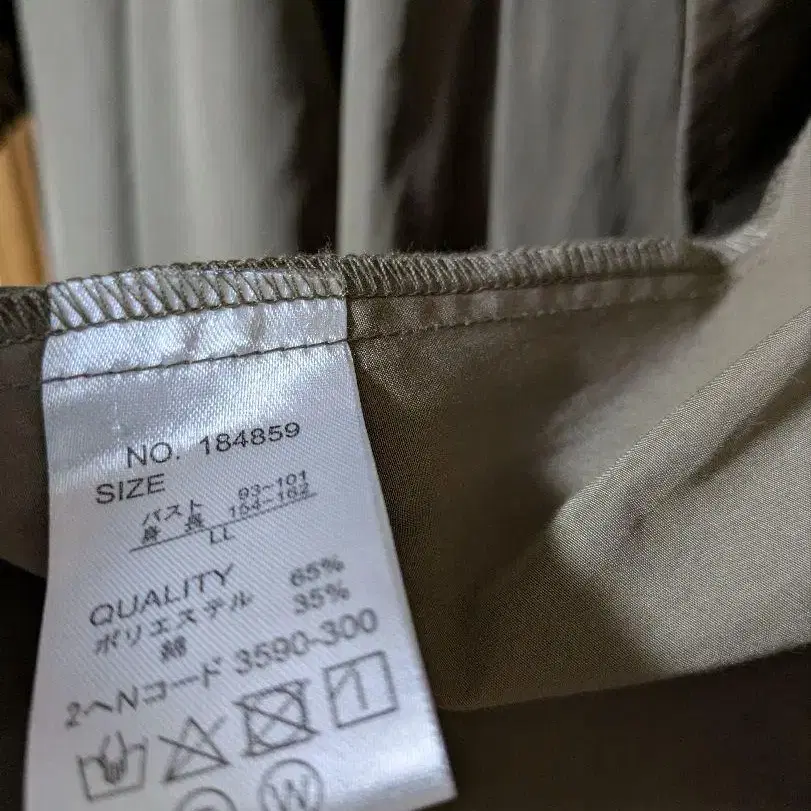 NO. 184859
SIZE
バスト 93~101
身長 154~162
LL
QUALITY
ポリエステル 65%
綿 35%
2ヘNコード 3590-300
W